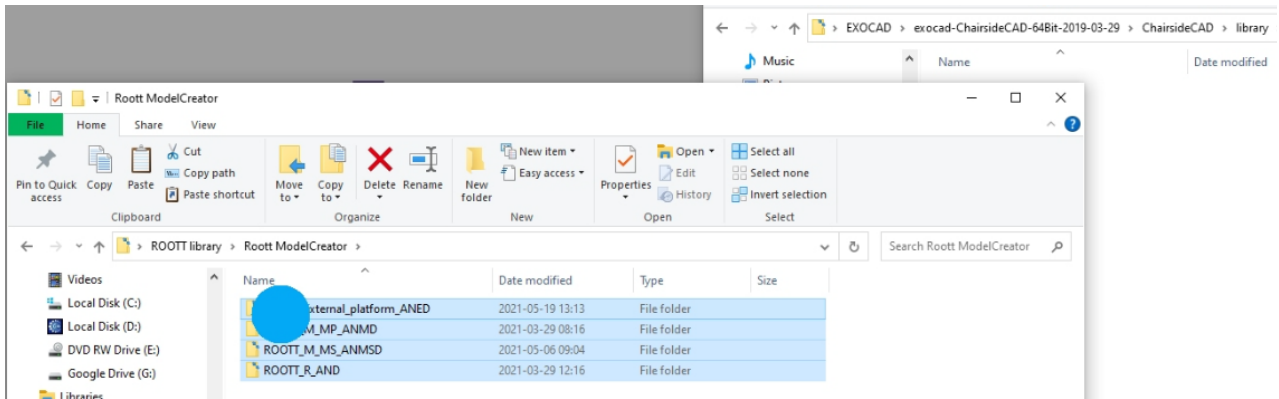 EXOCAD > exocad-ChairsideCAD-64Bit-2019-03-29 > ChairsideCAD > library
Music
Name
Date modified
Roott ModelCreator
File Home Share View
Pin to Quick access
Copy
Paste
Cut
Copy path
Paste shortcut
Move to
Copy to
Delete
Rename
New folder
New item
Easy access
Properties
Open
Edit
History
Select all
Select none
Invert selection
Clipboard Organize New Open Select
ROOTT library > Roott ModelCreator >
Search Roott ModelCreator
Videos
Local Disk (C:)
Local Disk (D:)
DVD RW Drive (E:)
Google Drive (G:)
Libraries
Name Date modified Type Size
xternal_platform_ANED 2021-05-19 13:13 File folder
M_MP_ANMD 2021-03-29 08:16 File folder
ROOTT_M_MS_ANMSD 2021-05-06 09:04 File folder
ROOTT_R_AND 2021-03-29 12:16 File folder